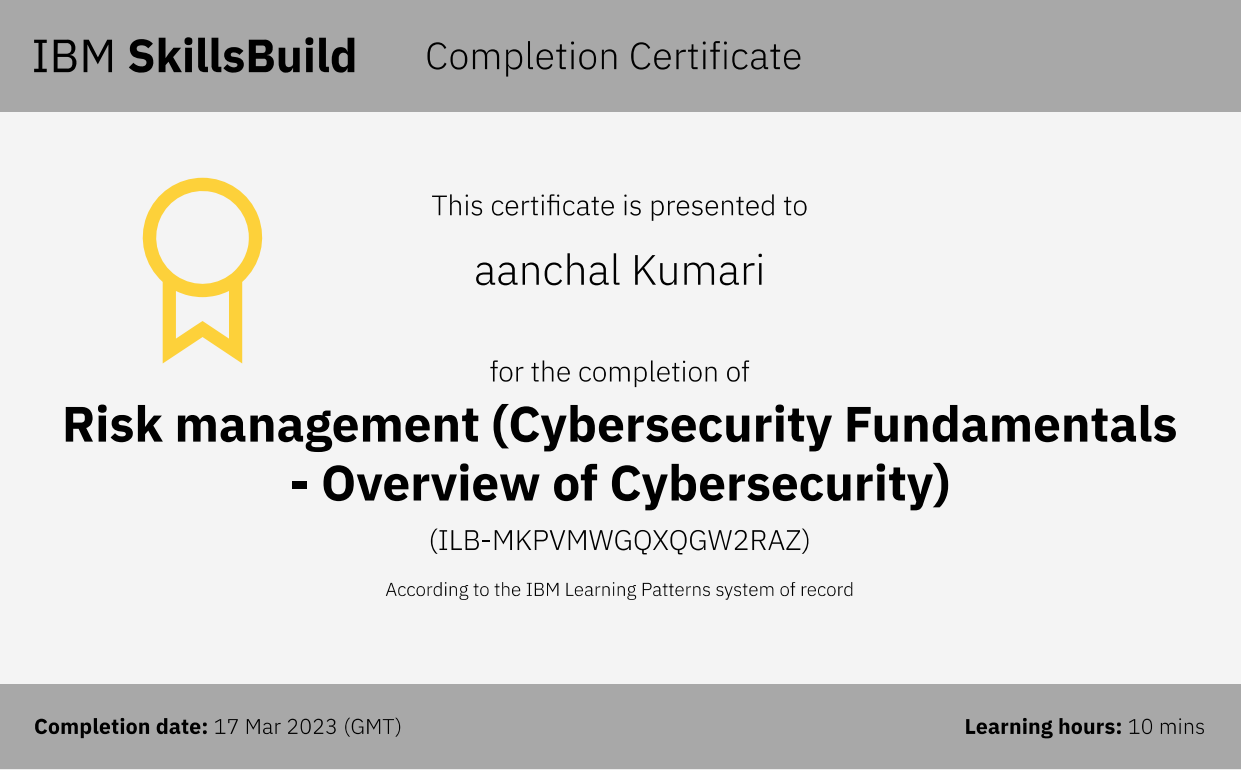 IBM SkillsBuild Completion Certificate
This certificate is presented to
aanchal Kumari
for the completion of
Risk management (Cybersecurity Fundamentals
- Overview of Cybersecurity)
(ILB-MKPVMWGQXQGW2RAZ)
According to the IBM Learning Patterns system of record
Completion date: 17 Mar 2023 (GMT) Learning hours: 10 mins